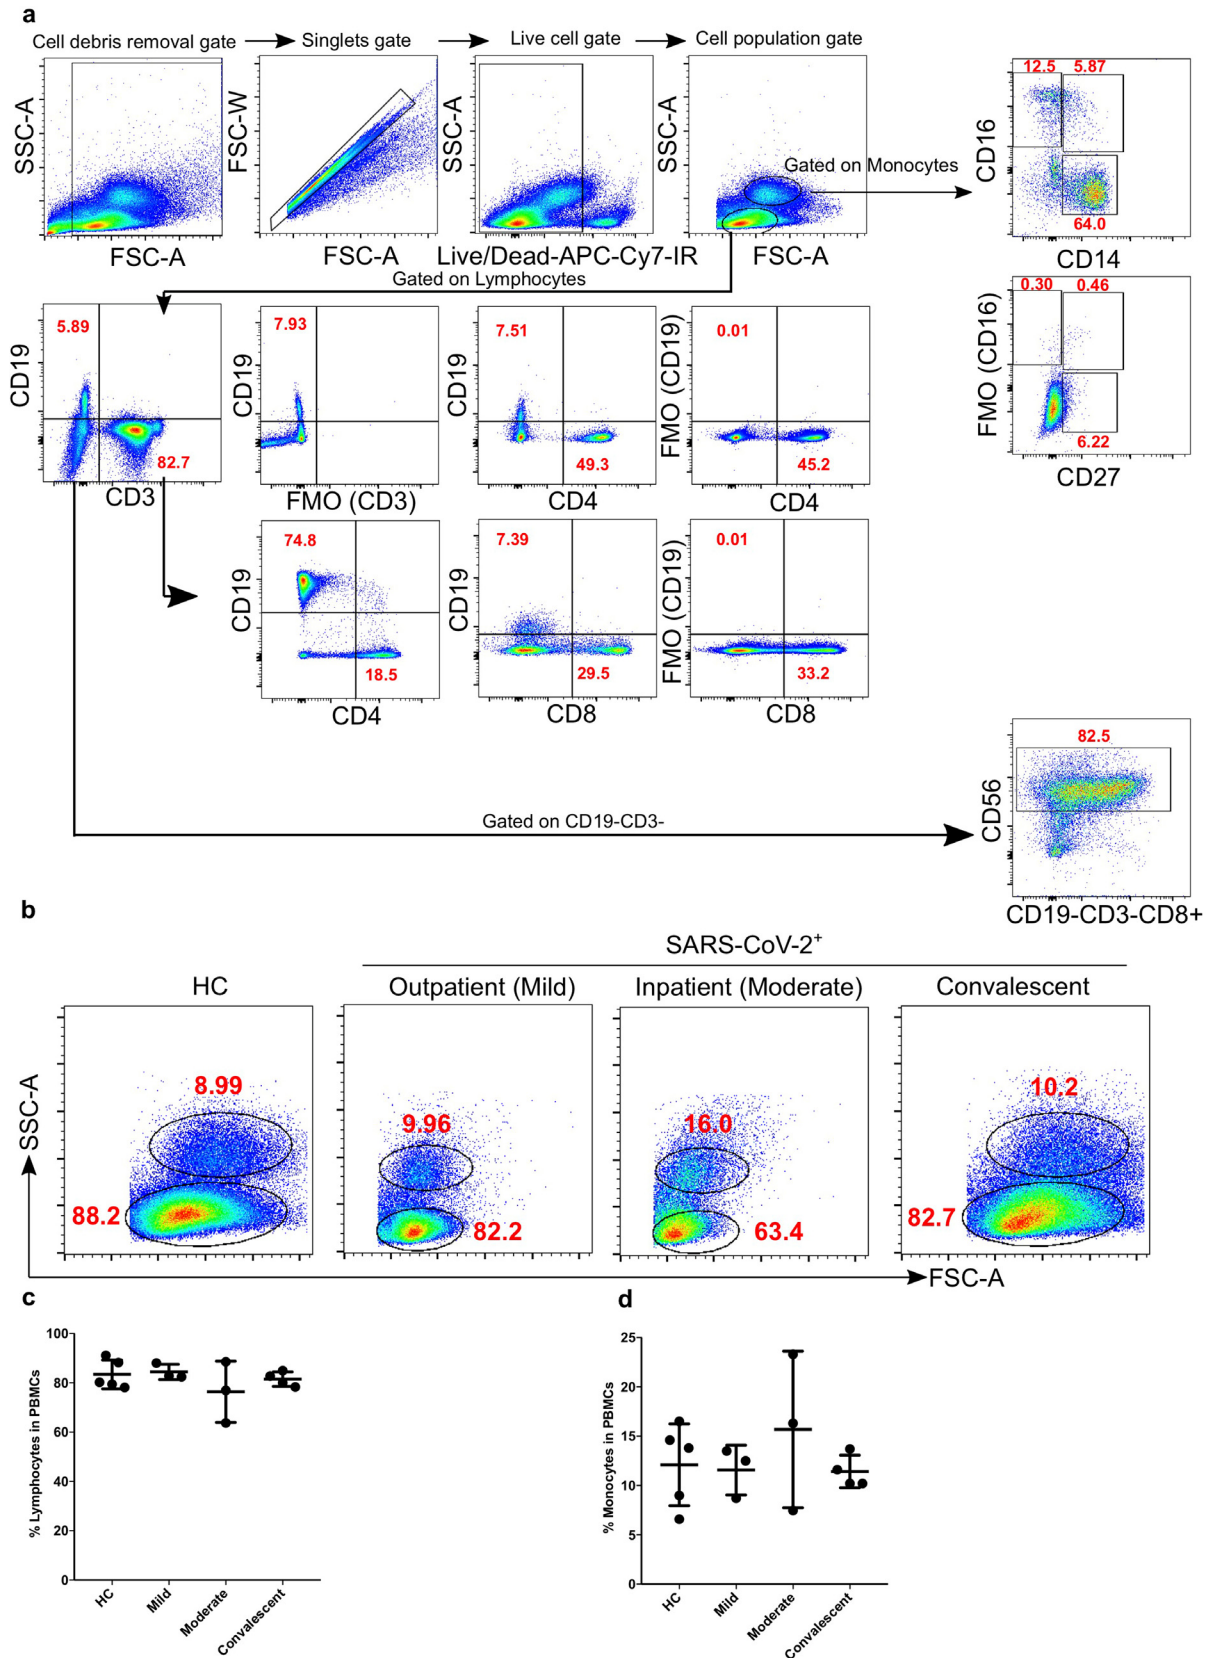 a
Cell debris removal gate
Singlets gate
Live cell gate
Cell population gate
SSC-A
FSC-A
FSC-W
FSC-A
SSC-A
Live/Dead-APC-Cy7-IR
SSC-A
FSC-A
Gated on Monocytes
12.5
5.87
CD16
64.0
CD14
Gated on Lymphocytes
0.30
0.46
FMO (CD16)
6.22
CD27
5.89
CD19
82.7
CD3
7.93
CD19
FMO (CD3)
7.51
CD19
49.3
CD4
0.01
FMO (CD19)
45.2
CD4
74.8
CD19
18.5
CD4
7.39
CD19
29.5
CD8
0.01
FMO (CD19)
33.2
CD8
82.5
CD56
Gated on CD19-CD3-
CD19-CD3-CD8+
b
SARS-CoV-2+
HC
Outpatient (Mild)
Inpatient (Moderate)
Convalescent
SSC-A
8.99
88.2
9.96
82.2
16.0
63.4
10.2
82.7
FSC-A
c
% Lymphocytes in PBMCs
100
80
60
40
20
0
HC
Mild
Moderate
Convalescent
d
% Monocytes in PBMCs
25
20
15
10
5
0
HC
Mild
Moderate
Convalescent